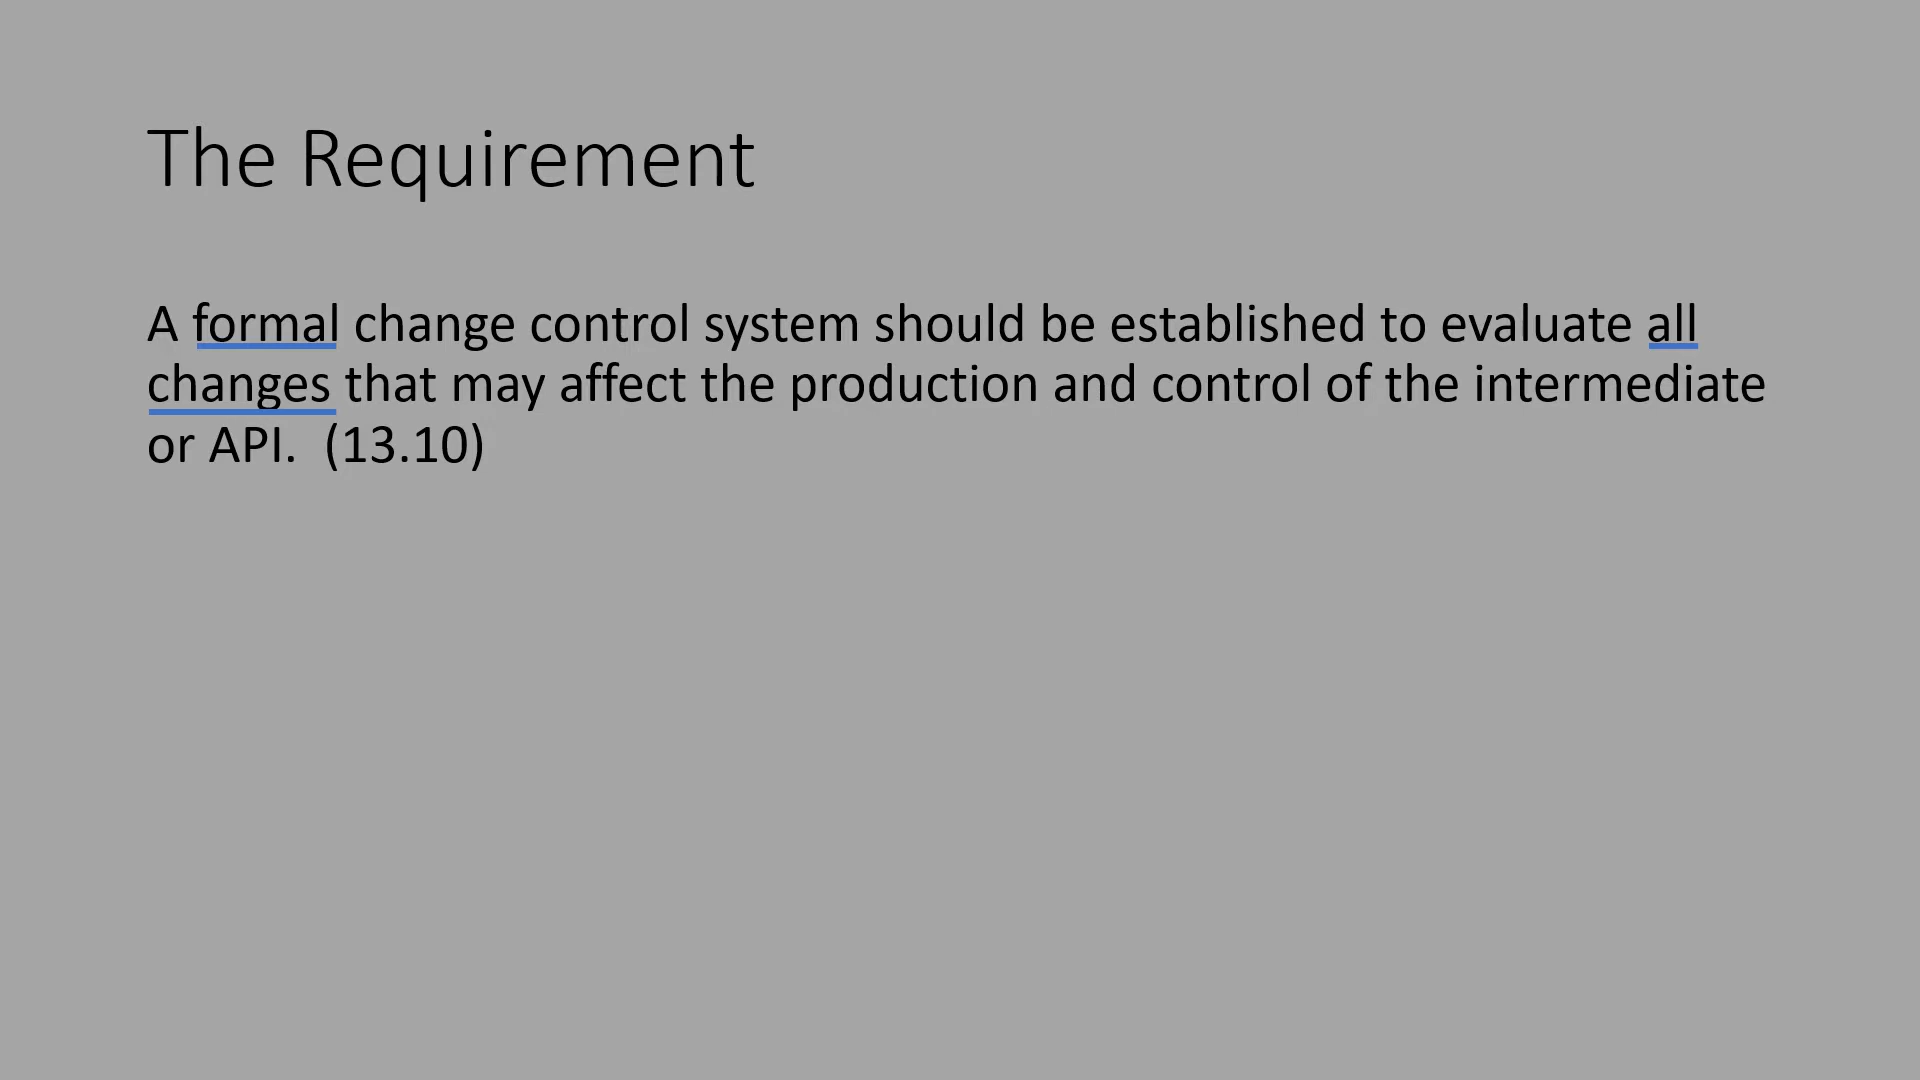 The Requirement
A formal change control system should be established to evaluate all
changes that may affect the production and control of the intermediate
or API.  (13.10)